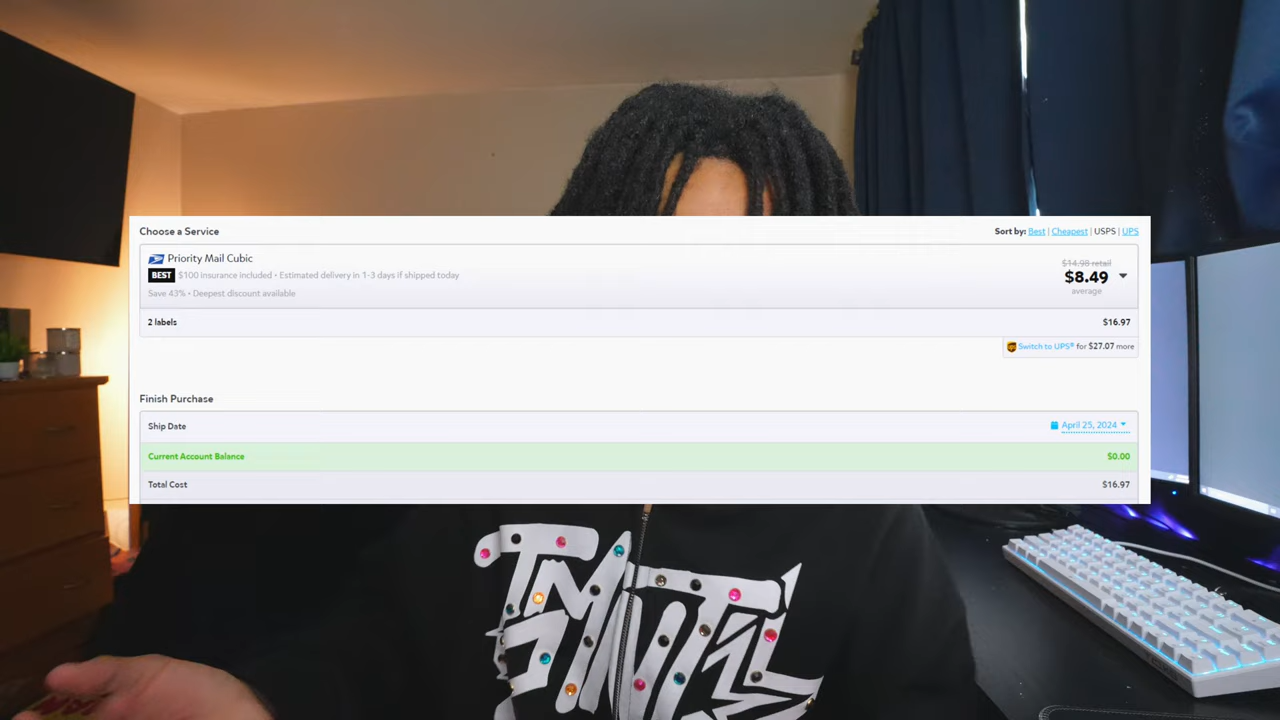 Choose a Service
Sort by: Best | Cheapest | USPS | UPS
Priority Mail Cubic
BEST $100 insurance included • Estimated delivery in 1-3 days if shipped today
Save 43% • Deepest discount available
$14.98 retail
$8.49
average
2 labels $16.97
Switch to UPS® for $27.07 more
Finish Purchase
Ship Date April 25, 2024
Current Account Balance $0.00
Total Cost $16.97